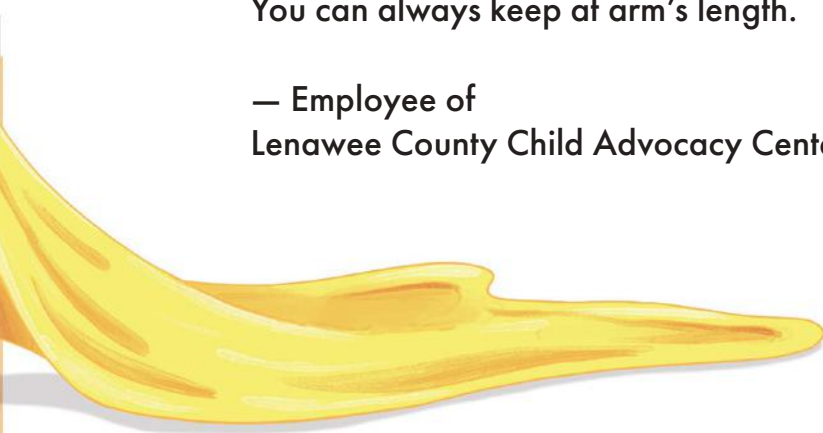 You can always keep at arm’s length.
— Employee of
Lenawee County Child Advocacy